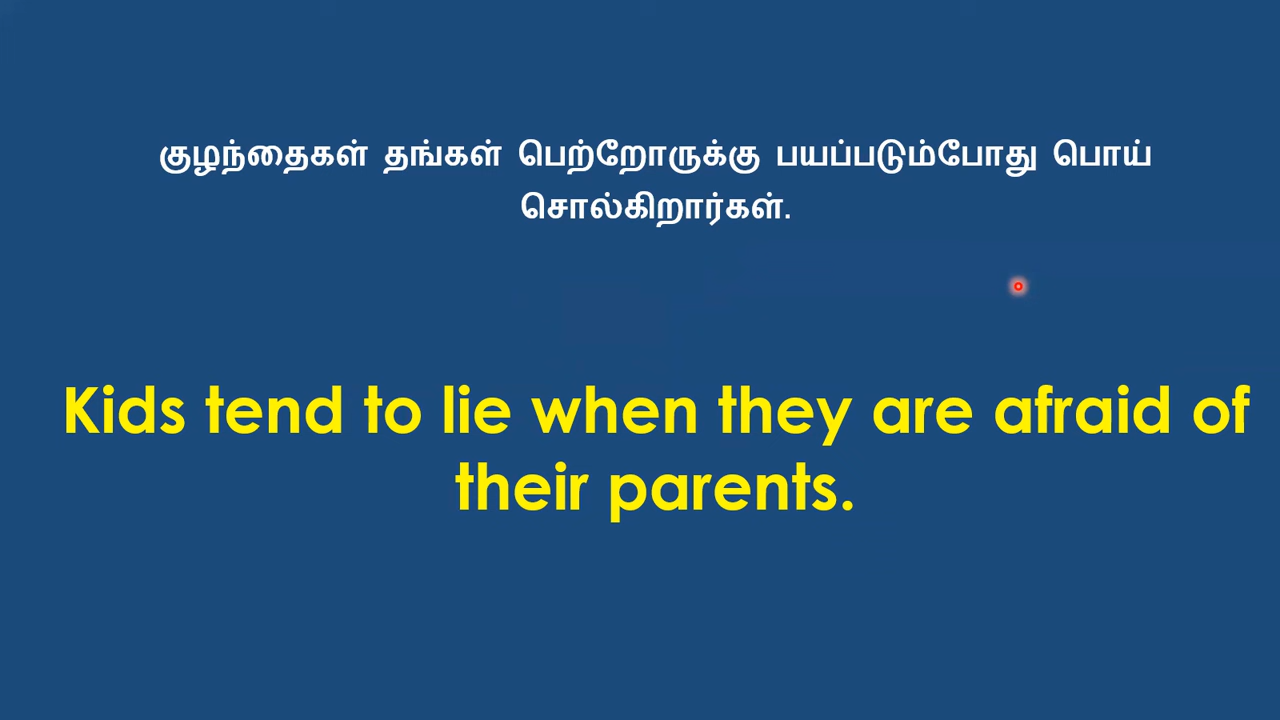 குழந்தைகள் தங்கள் பெற்றோருக்கு பயப்படும்போது பொய்
சொல்கிறார்கள்.
Kids tend to lie when they are afraid of
their parents.